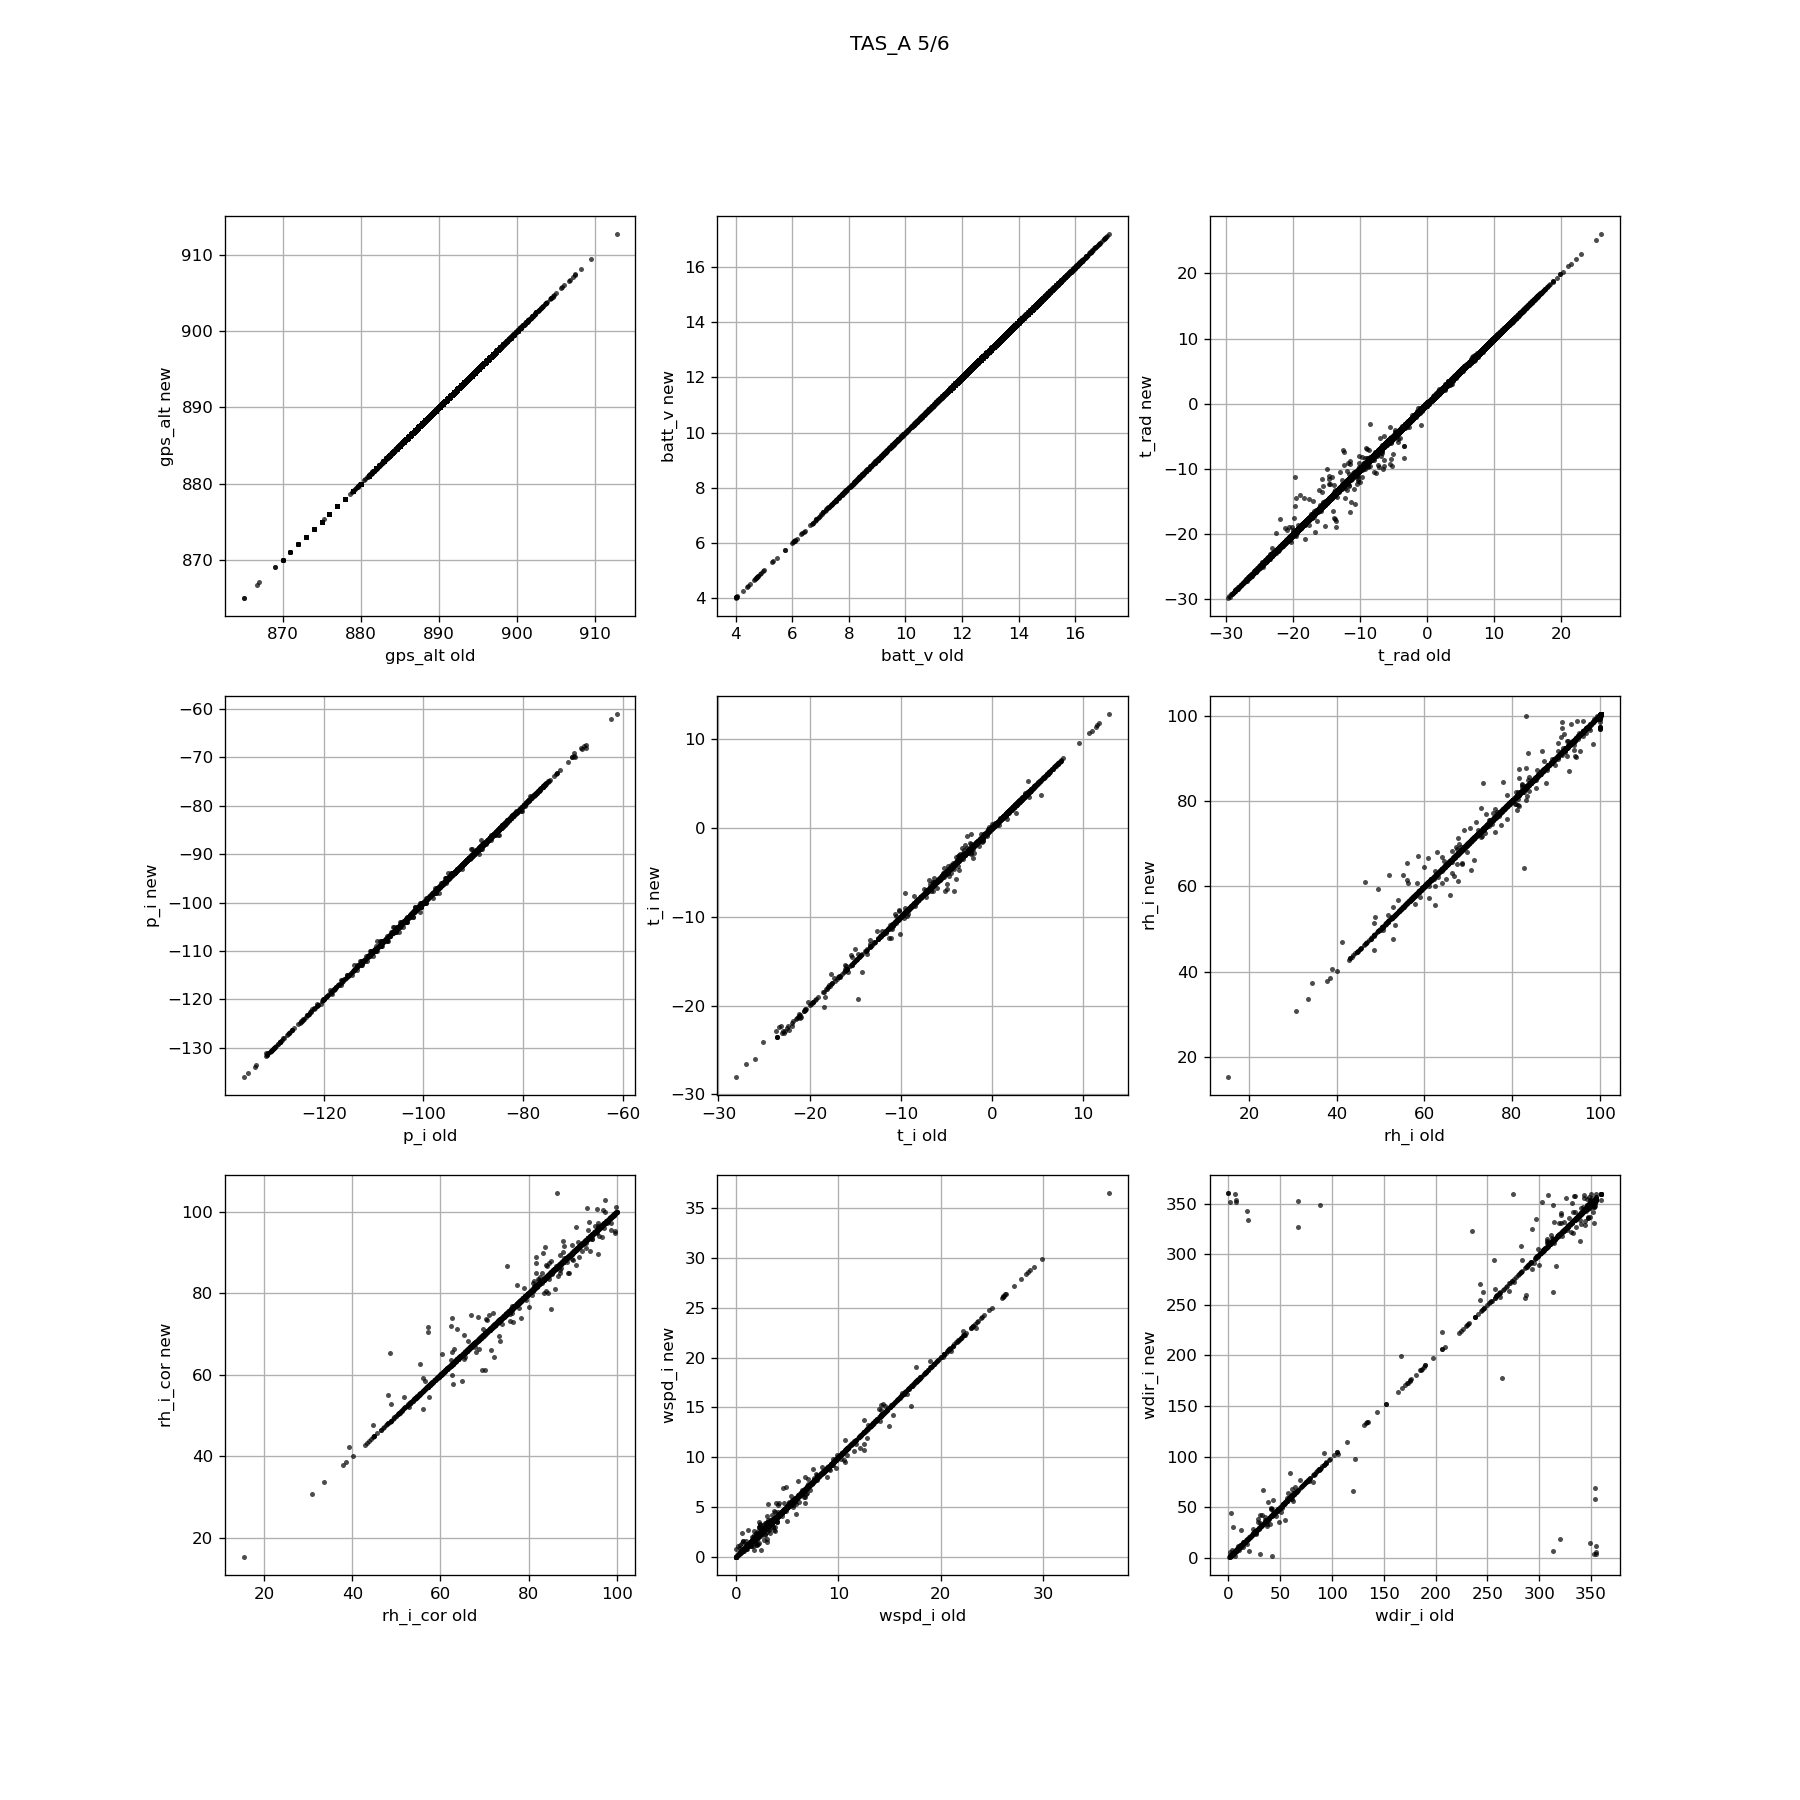 TAS_A 5/6
910
900
890
880
870
gps_alt new
870 880 890 900 910
gps_alt old
16
14
12
10
8
6
4
batt_v new
4 6 8 10 12 14 16
batt_v old
20
10
0
−10
−20
−30
t_rad new
−30 −20 −10 0 10 20
t_rad old
−60
−70
−80
−90
−100
−110
−120
−130
p_i new
−120 −100 −80 −60
p_i old
10
0
−10
−20
−30
t_i new
−30 −20 −10 0 10
t_i old
100
80
60
40
20
rh_i new
20 40 60 80 100
rh_i old
100
80
60
40
20
rh_i_cor new
20 40 60 80 100
rh_i_cor old
35
30
25
20
15
10
5
0
wspd_i new
0 10 20 30
wspd_i old
350
300
250
200
150
100
50
0
wdir_i new
0 50 100 150 200 250 300 350
wdir_i old